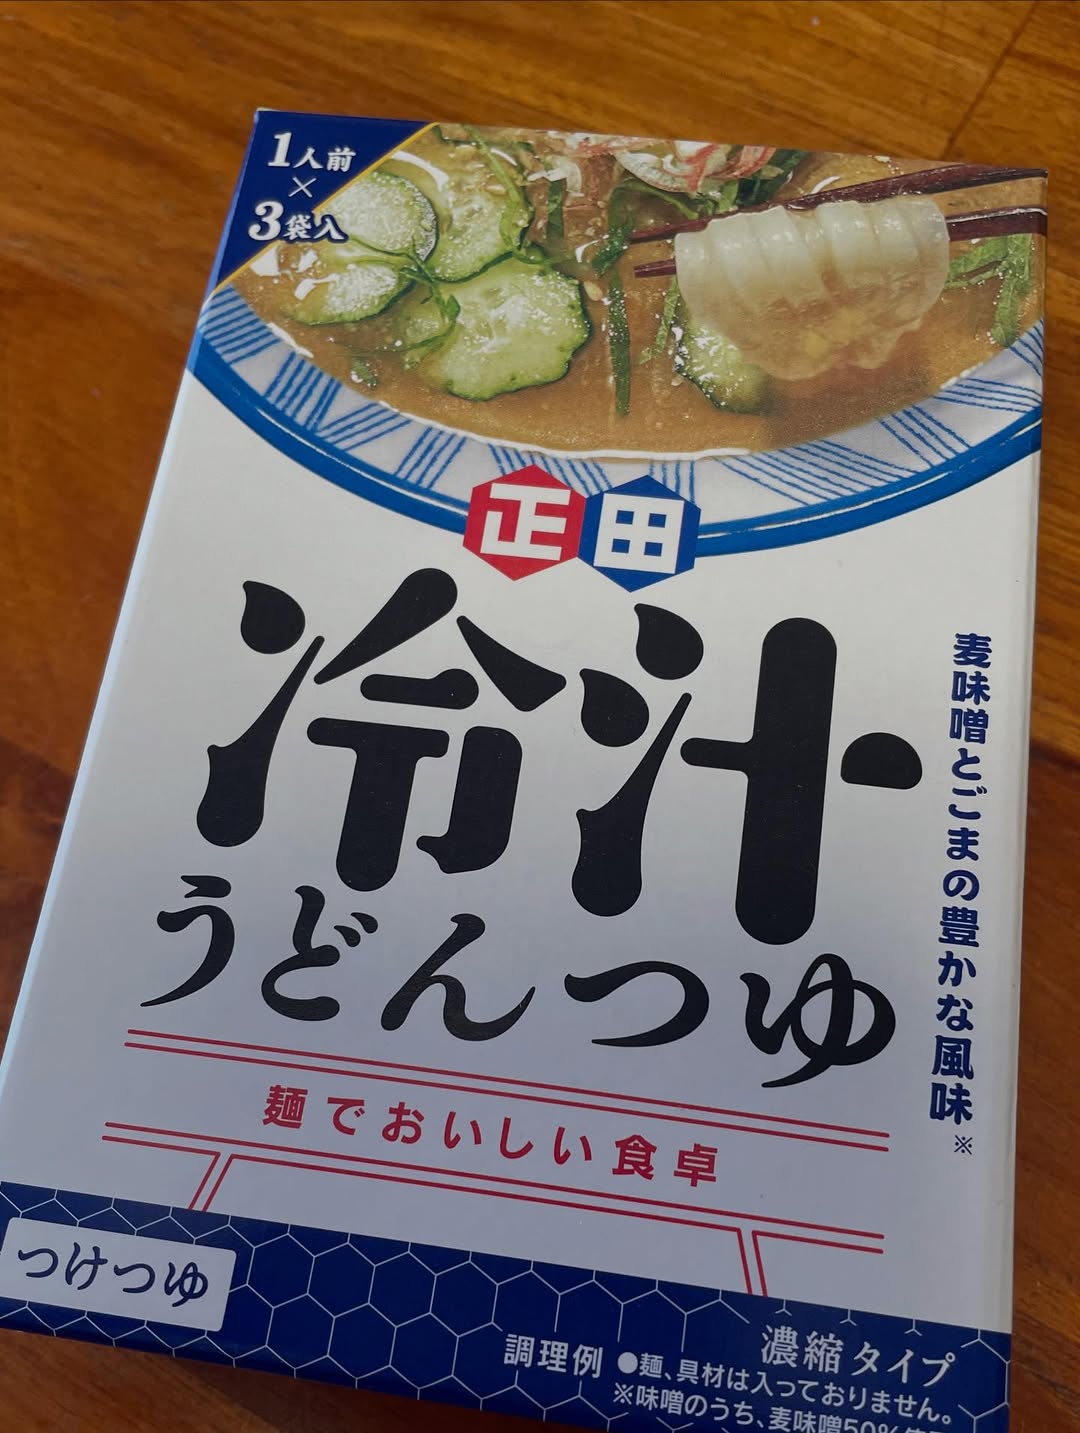 1人前
×
3袋入
正田
冷汁
うどんつゆ
麦味噌とごまの豊かな風味※
麺でおいしい食卓
つけつゆ
濃縮タイプ
調理例 ●麺、具材は入っておりません。
※味噌のうち、麦味噌50%使用